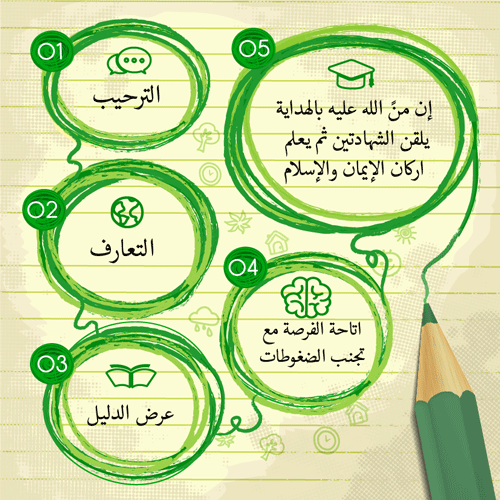 01
الترحيب
02
التعارف
03
عرض الدليل
04
اتاحة الفرصة مع
تجنب الضغوطات
05
إن منَّ الله عليه بالهداية
يلقن الشهادتين ثم يعلم
اركان الإيمان والإسلام